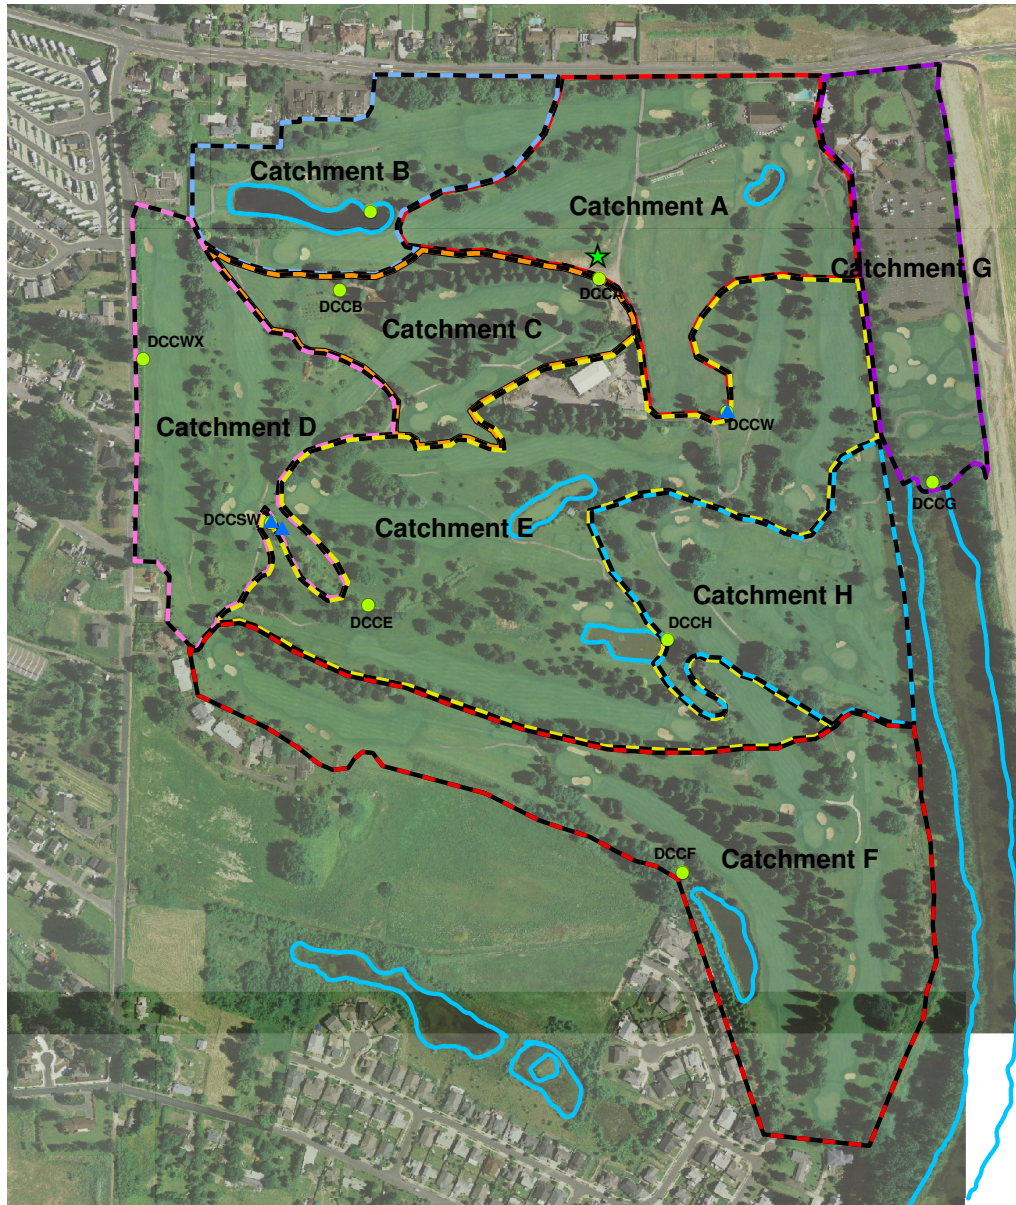 Catchment B
Catchment A
Catchment G
DCCA
DCCB
Catchment C
DCCWX
Catchment D
DCCW
DCCG
DCCSW
Catchment E
Catchment H
DCCE
DCCH
Catchment F
DCCF